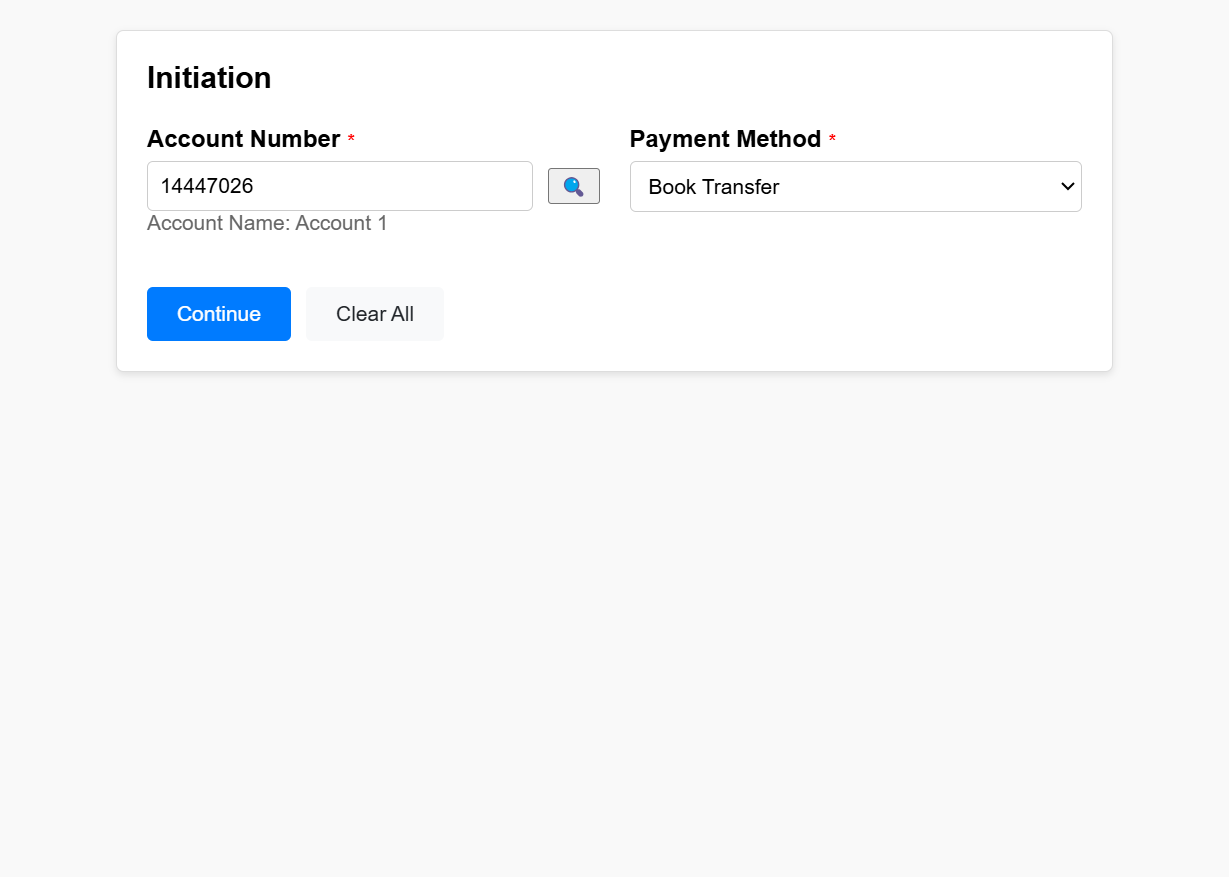 Initiation
Account Number *
Payment Method *
14447026
Book Transfer
Account Name: Account 1
Continue
Clear All